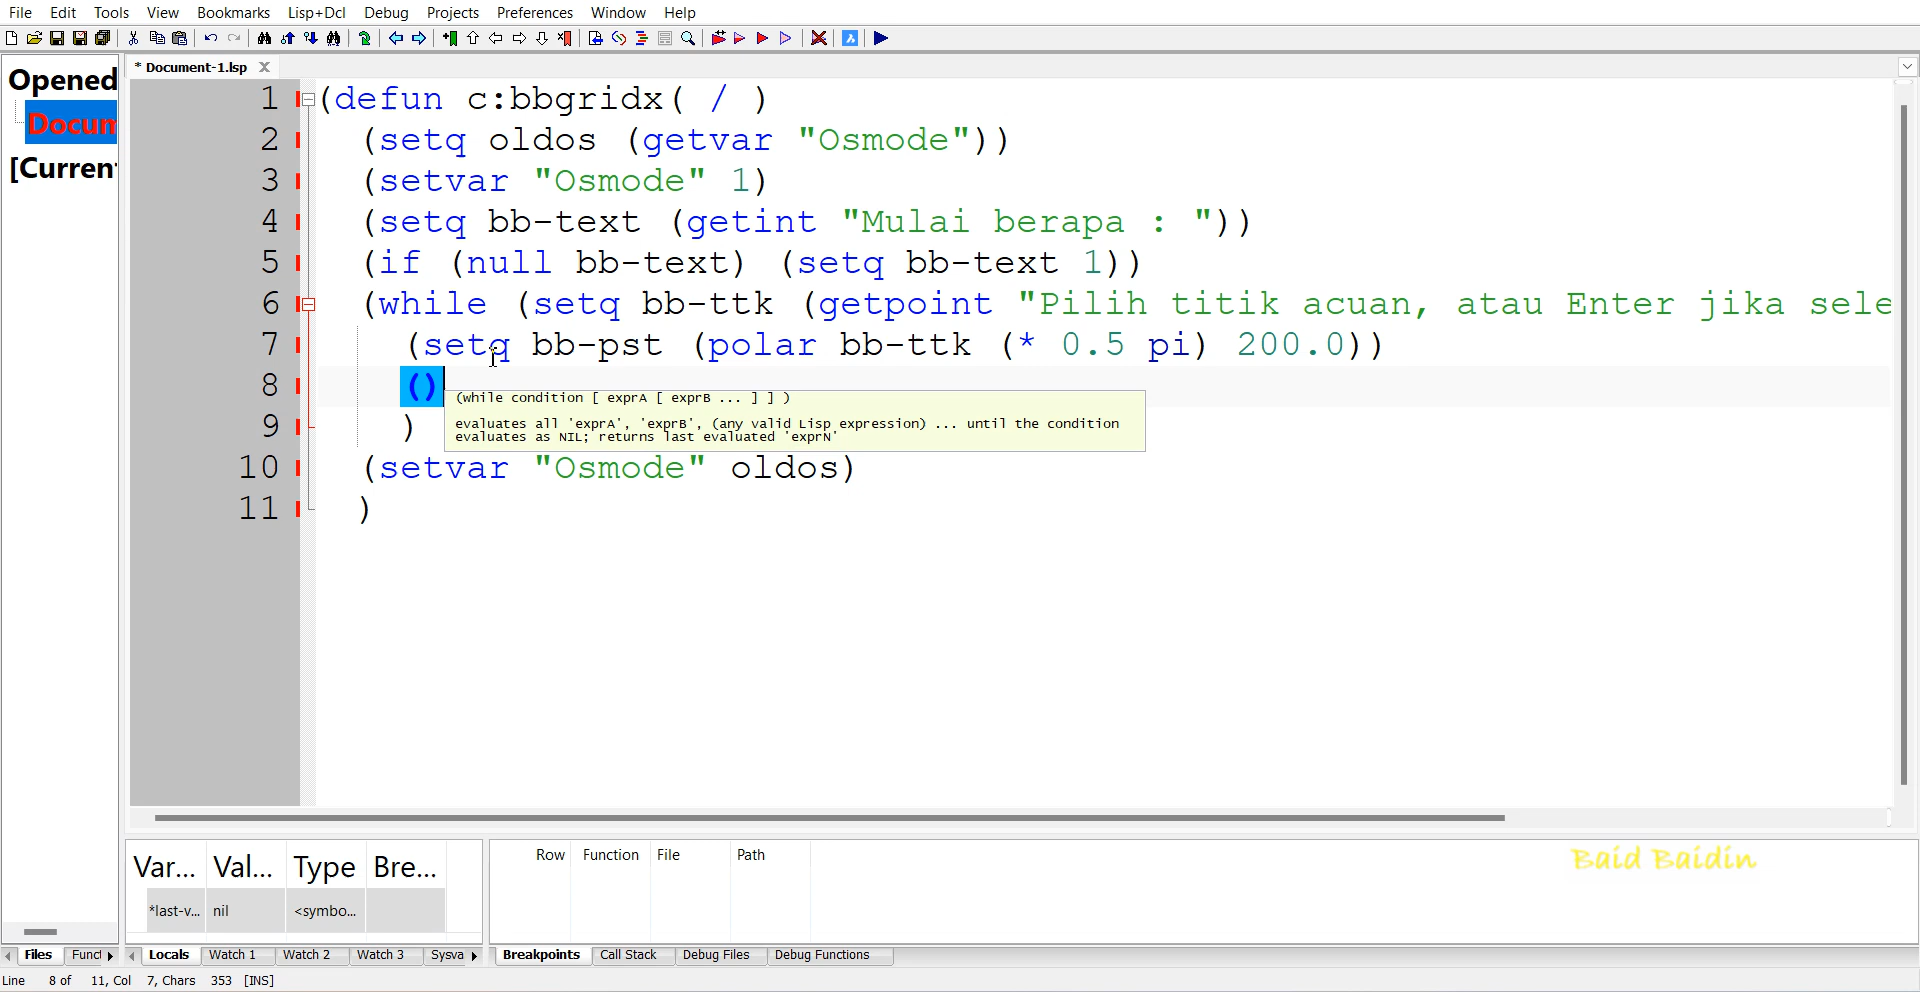 File Edit Tools View Bookmarks Lisp+Dcl Debug Projects Preferences Window Help
Opened
Docum
[Curren
* Document-1.lsp
1 (defun c:bbgridx( / )
2 (setq oldos (getvar "Osmode"))
3 (setvar "Osmode" 1)
4 (setq bb-text (getint "Mulai berapa : "))
5 (if (null bb-text) (setq bb-text 1))
6 (while (setq bb-ttk (getpoint "Pilih titik acuan, atau Enter jika sele
7 (setq bb-pst (polar bb-ttk (* 0.5 pi) 200.0))
8 ()
(while condition [ exprA [ exprB ... ] ] )
evaluates all 'exprA', 'exprB', (any valid Lisp expression) ... until the condition
evaluates as NIL; returns last evaluated 'exprN'
9 )
10 (setvar "Osmode" oldos)
11 )
Var... Val... Type Bre...
*last-v... nil <symbo...
Row Function File Path
Baid Baidin
Files Funct
Locals Watch 1 Watch 2 Watch 3 Sysva
Breakpoints Call Stack Debug Files Debug Functions
Line 8 of 11, Col 7, Chars 353 [INS]